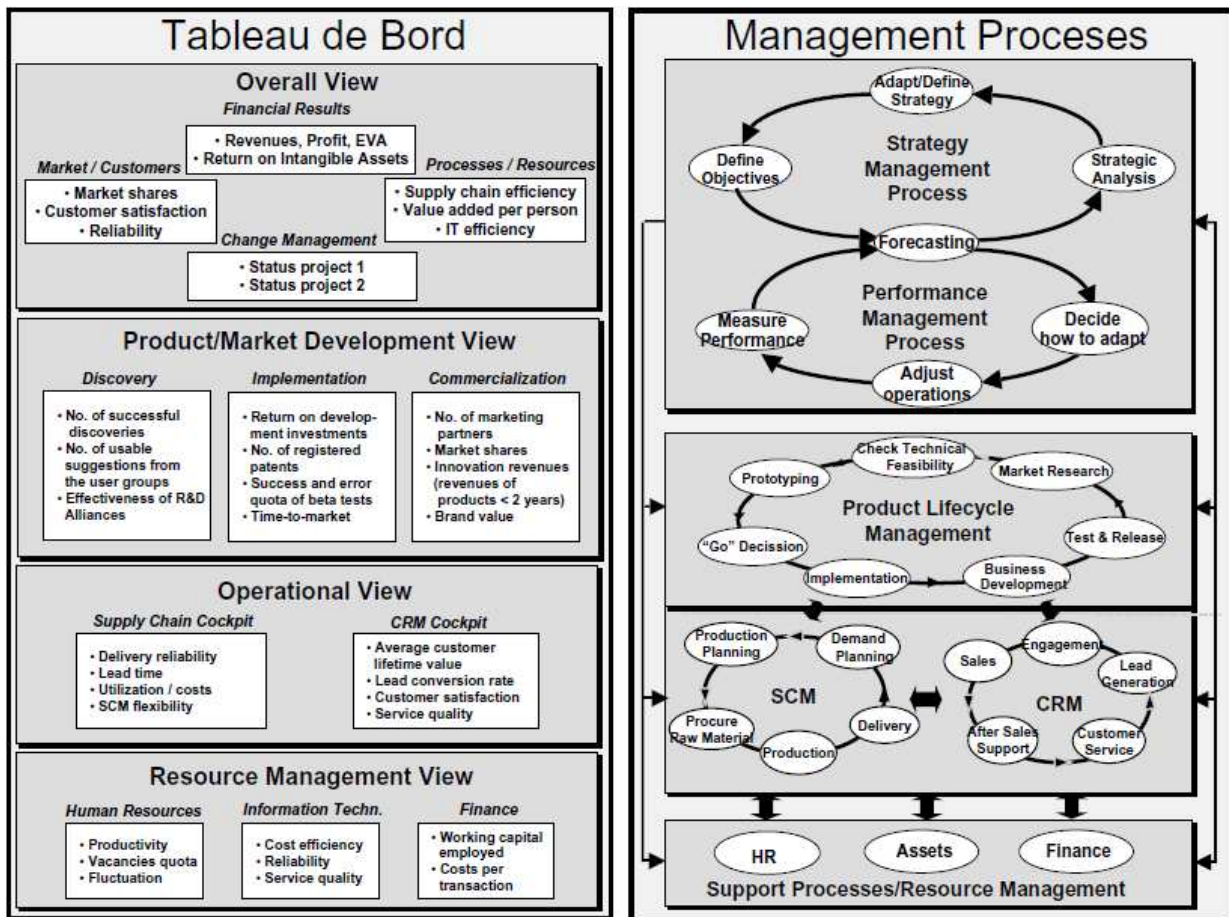 Tableau de Bord
Overall View
Financial Results
• Revenues, Profit, EVA
• Return on Intangible Assets
Market / Customers
• Market shares
• Customer satisfaction
• Reliability
Processes / Resources
• Supply chain efficiency
• Value added per person
• IT efficiency
Change Management
• Status project 1
• Status project 2
Product/Market Development View
Discovery
• No. of successful
discoveries
• No. of usable
suggestions from
the user groups
• Effectiveness of R&D
Alliances
Implementation
• Return on develop-
ment investments
• No. of registered
patents
• Success and error
quota of beta tests
• Time-to-market
Commercialization
• No. of marketing
partners
• Market shares
• Innovation revenues
(revenues of
products < 2 years)
• Brand value
Operational View
Supply Chain Cockpit
• Delivery reliability
• Lead time
• Utilization / costs
• SCM flexibility
CRM Cockpit
• Average customer
lifetime value
• Lead conversion rate
• Customer satisfaction
• Service quality
Resource Management View
Human Resources
• Productivity
• Vacancies quota
• Fluctuation
Information Techn.
• Cost efficiency
• Reliability
• Service quality
Finance
• Working capital
employed
• Costs per
transaction
Management Proceses
Adapt/Define
Strategy
Strategy
Management
Process
Define
Objectives
Strategic
Analysis
Forecasting
Performance
Management
Process
Measure
Performance
Decide
how to adapt
Adjust
operations
Check Technical
Feasibility
Market Research
Prototyping
Product Lifecycle
Management
"Go" Decission
Test & Release
Implementation
Business
Development
Production
Planning
Demand
Planning
SCM
Procure
Raw Material
Production
Delivery
Engagement
Sales
Lead
Generation
CRM
After Sales
Support
Customer
Service
HR
Assets
Finance
Support Processes/Resource Management